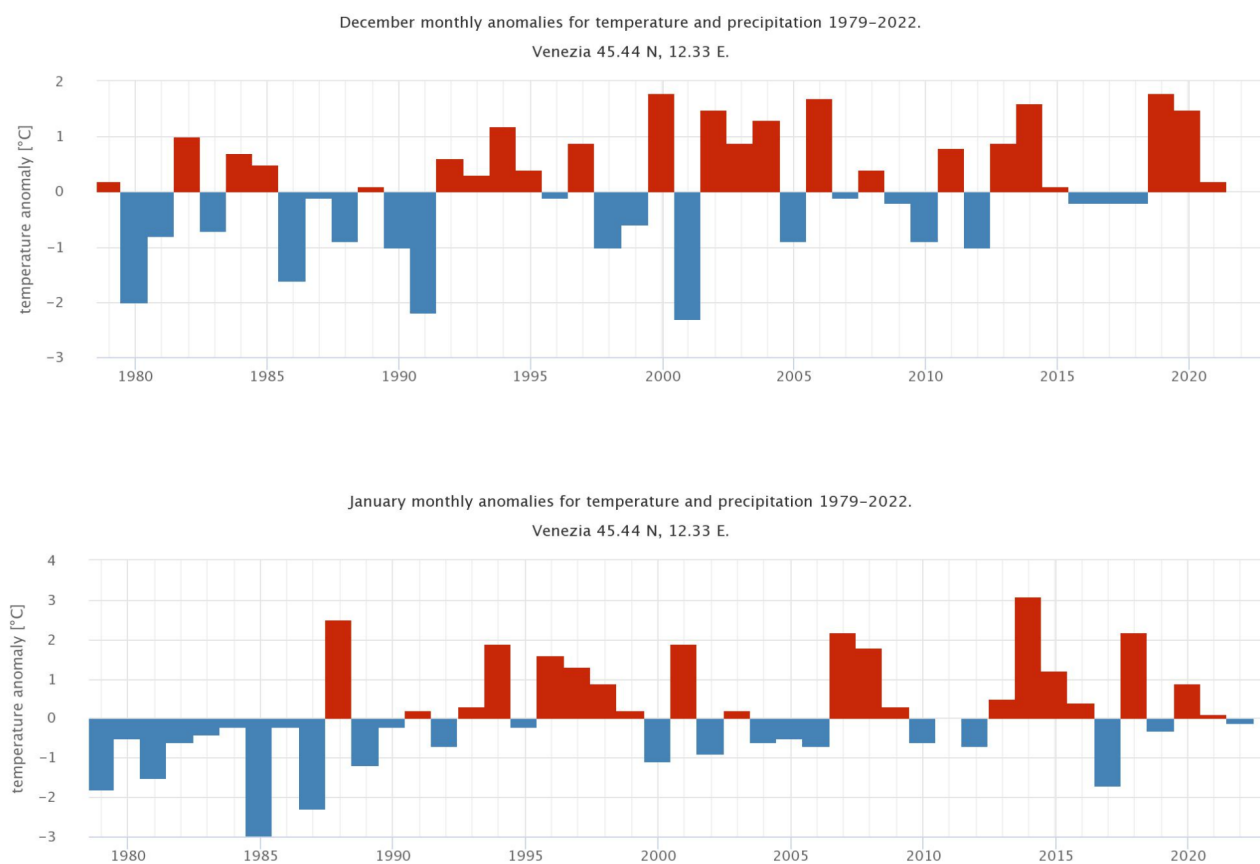 December monthly anomalies for temperature and precipitation 1979-2022.
Venezia 45.44 N, 12.33 E.
temperature anomaly [°C]
2
1
0
-1
-2
-3
1980 1985 1990 1995 2000 2005 2010 2015 2020
January monthly anomalies for temperature and precipitation 1979-2022.
Venezia 45.44 N, 12.33 E.
temperature anomaly [°C]
4
3
2
1
0
-1
-2
-3
1980 1985 1990 1995 2000 2005 2010 2015 2020